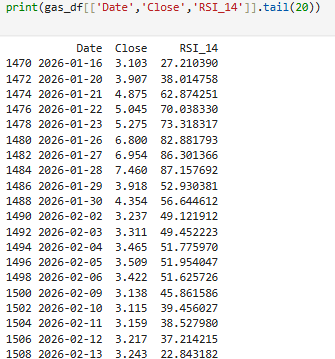 print(gas_df[['Date','Close','RSI_14']].tail(20))
Date Close RSI_14
1470 2026-01-16 3.103 27.210390
1472 2026-01-20 3.907 38.014758
1474 2026-01-21 4.875 62.874251
1476 2026-01-22 5.045 70.038330
1478 2026-01-23 5.275 73.318317
1480 2026-01-26 6.800 82.881793
1482 2026-01-27 6.954 86.301366
1484 2026-01-28 7.460 87.157692
1486 2026-01-29 3.918 52.930381
1488 2026-01-30 4.354 56.644612
1490 2026-02-02 3.237 49.121912
1492 2026-02-03 3.311 49.452223
1494 2026-02-04 3.465 51.775970
1496 2026-02-05 3.509 51.954047
1498 2026-02-06 3.422 51.625726
1500 2026-02-09 3.138 45.861586
1502 2026-02-10 3.115 39.456027
1504 2026-02-11 3.159 38.527980
1506 2026-02-12 3.217 37.214215
1508 2026-02-13 3.243 22.843182